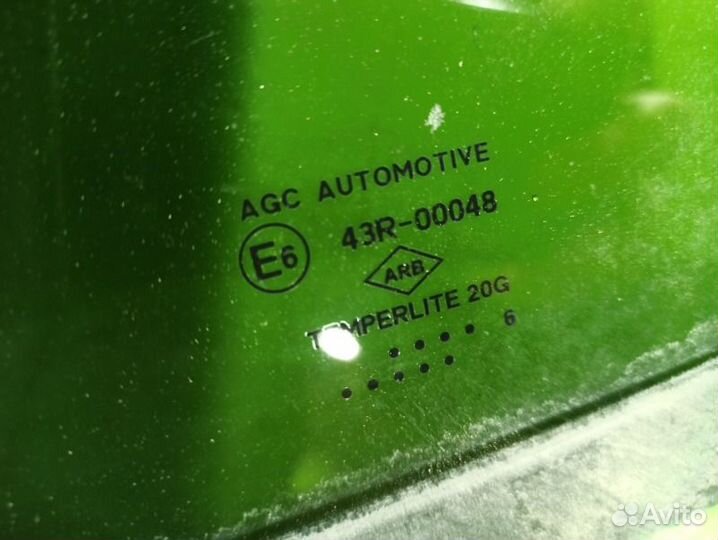 AGC AUTOMOTIVE
E6 43R-00048
ARB
TEMPERLITE 20G
6
Avito